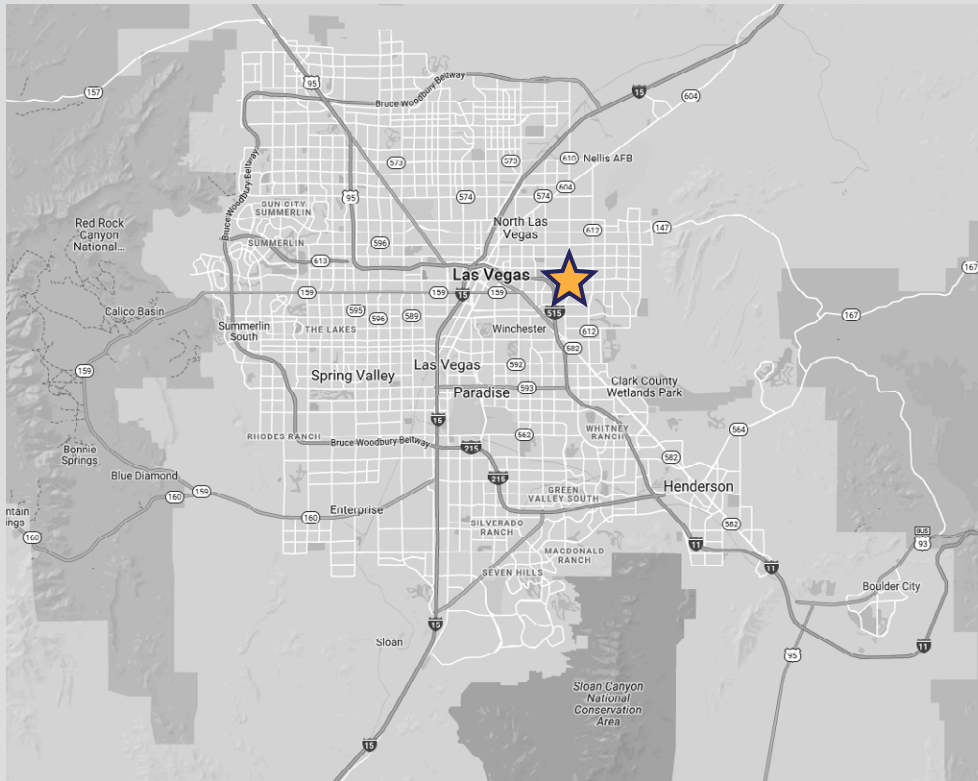 95
15
157
Bruce Woodbury Beltway
604
573
573
610
Nellis AFB
Bruce Woodbury Beltway
95
574
574
604
SUN CITY
SUMMERLIN
Red Rock
Canyon
National...
North Las
Vegas
612
147
SUMMERLIN
596
613
Las Vegas
167
159
159
15
159
Calico Basin
595
596
589
515
167
Summerlin
South
THE LAKES
Winchester
612
582
159
Las Vegas
592
Spring Valley
Paradise
593
Clark County
Wetlands Park
15
RHODES RANCH
Bruce Woodbury Beltway
562
WHITNEY
RANCH
564
215
582
Bonnie
Springs
Blue Diamond
160
159
215
GREEN
VALLEY SOUTH
Henderson
ntain
ings
160
Enterprise
160
SILVERADO
RANCH
582
BUS
93
11
MACDONALD
RANCH
SEVEN HILLS
11
Boulder City
15
Sloan
11
95
Sloan Canyon
National
Conservation
Area
15